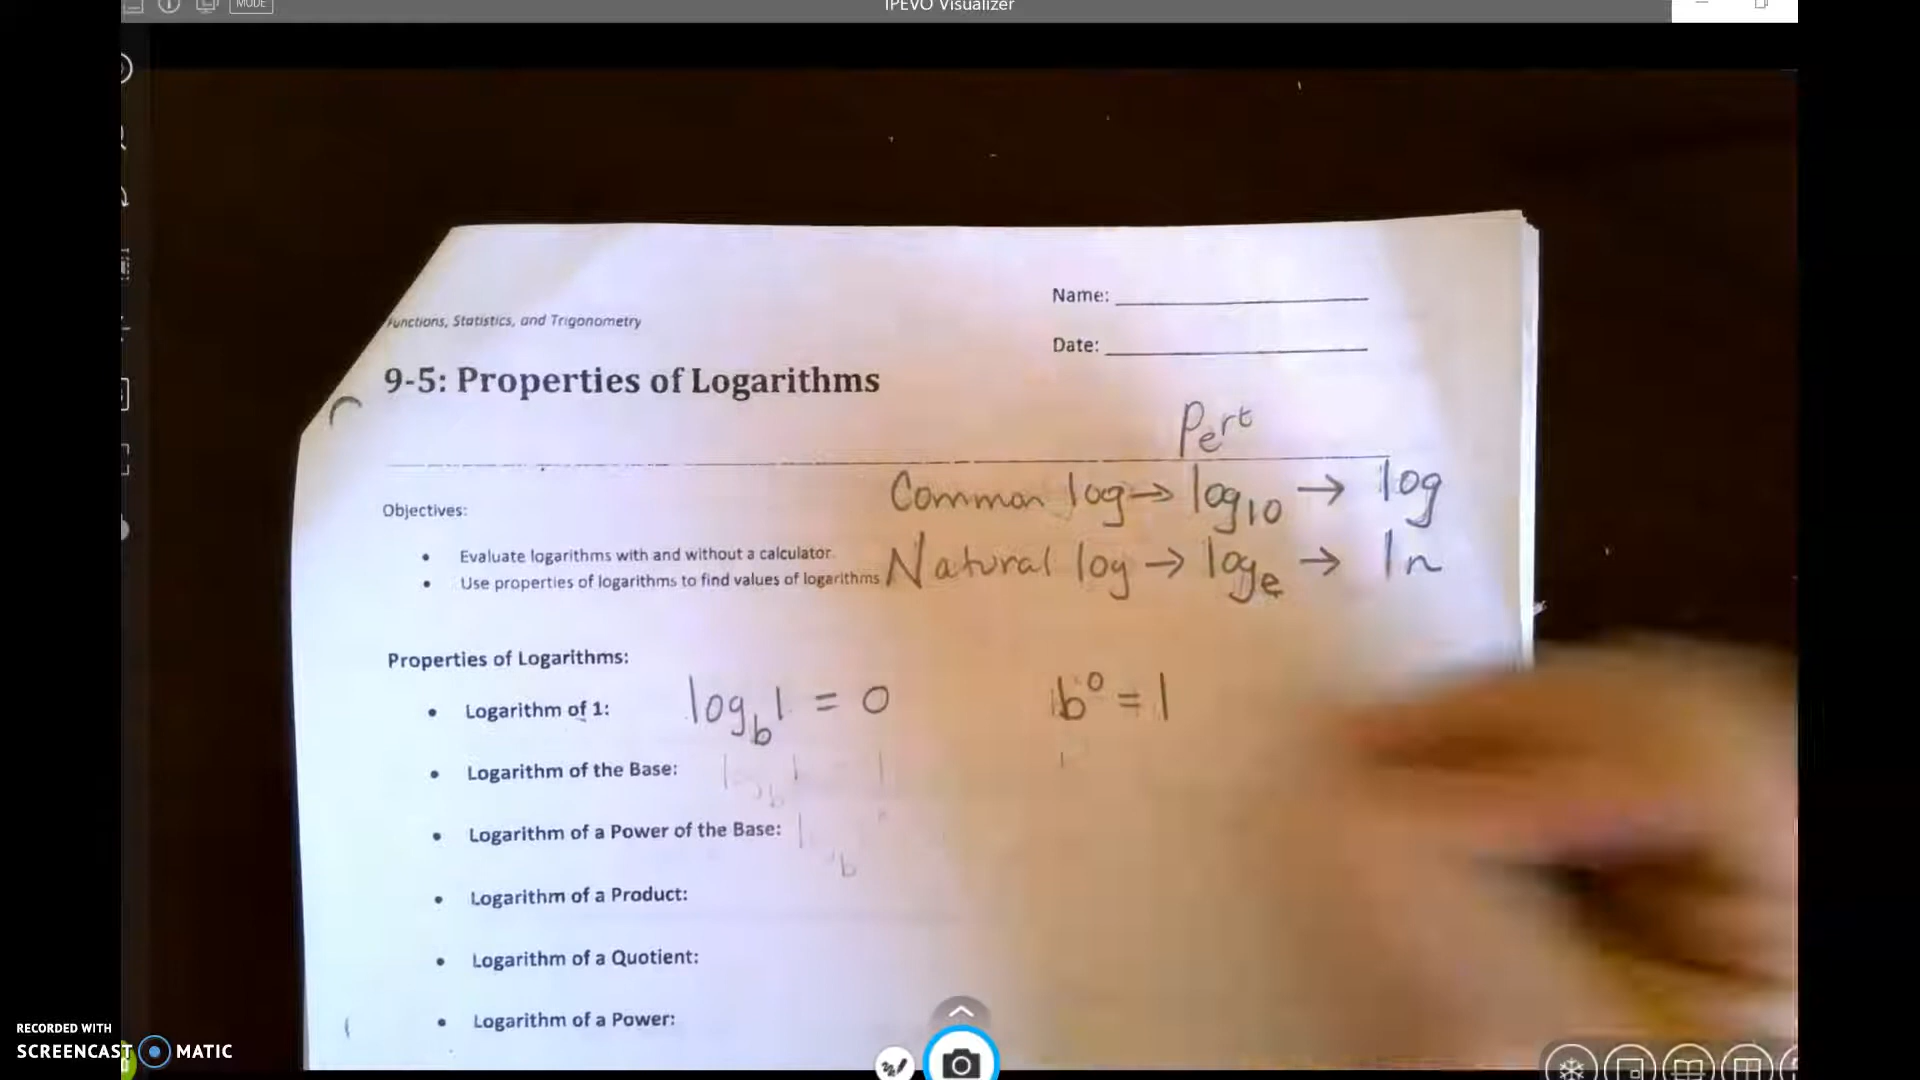 MODE
IPEVO Visualizer
Name:
Functions, Statistics, and Trigonometry
Date:
9-5: Properties of Logarithms
Pert
Common log → log₁₀ → log
Objectives:
• Evaluate logarithms with and without a calculator.
Natural log → logₑ → ln
• Use properties of logarithms to find values of logarithms
Properties of Logarithms:
• Logarithm of 1: log_b 1 = 0 b⁰ = 1
• Logarithm of the Base:
• Logarithm of a Power of the Base:
• Logarithm of a Product:
• Logarithm of a Quotient:
• Logarithm of a Power:
RECORDED WITH
SCREENCAST MATIC